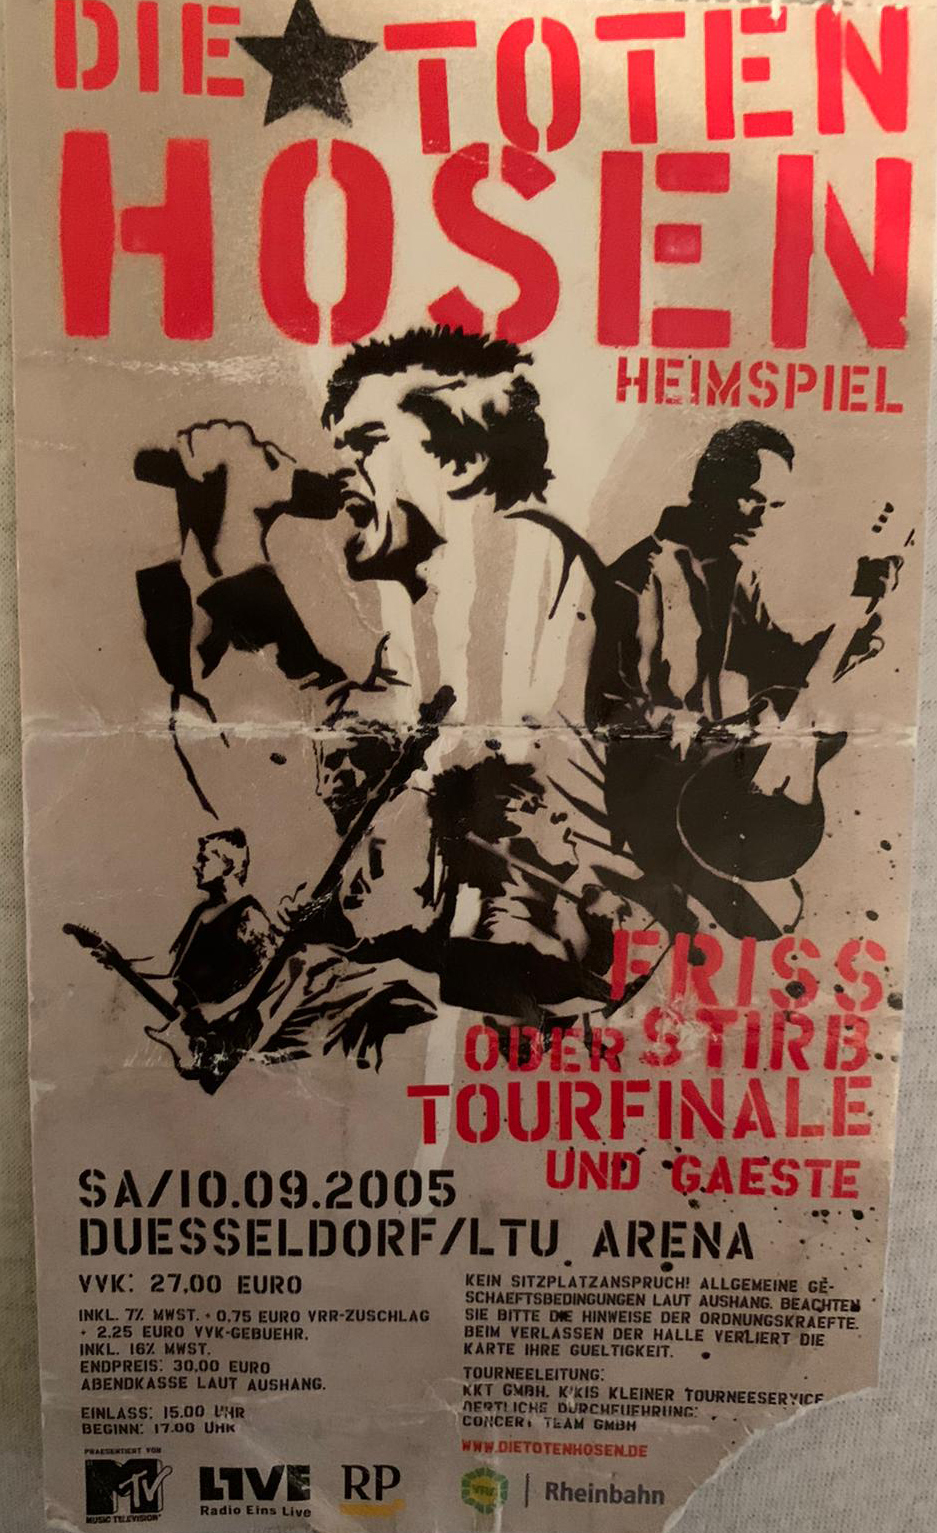 DIE TOTEN
HOSEN
HEIMSPIEL
FRISS
ODER STIRB
TOURFINALE
UND GAESTE
SA/10.09.2005
DUESSELDORF/LTU ARENA
VVK: 27,00 EURO
INKL. 7% MWST. + 0,75 EURO VRR-ZUSCHLAG
+ 2,25 EURO VVK-GEBUEHR.
INKL. 16% MWST.
ENDPREIS: 30,00 EURO
ABENDKASSE LAUT AUSHANG.
EINLASS: 15.00 UHR
BEGINN: 17.00 UHR
KEIN SITZPLATZANSPRUCH! ALLGEMEINE GE-
SCHAEFTSBEDINGUNGEN LAUT AUSHANG. BEACHTEN
SIE BITTE DIE HINWEISE DER ORDNUNGSKRAEFTE.
BEIM VERLASSEN DER HALLE VERLIERT DIE
KARTE IHRE GUELTIGKEIT.
TOURNEELEITUNG:
KKT GMBH, K'KIS KLEINER TOURNEESERVICE
OERTLICHE DURCHFUEHRUNG:
CONCERT TEAM GMBH
WWW.DIETOTENHOSEN.DE
PRAESENTIERT VON
MTV
MUSIC TELEVISION
L1VE
Radio Eins Live
RP
VRR
Rheinbahn